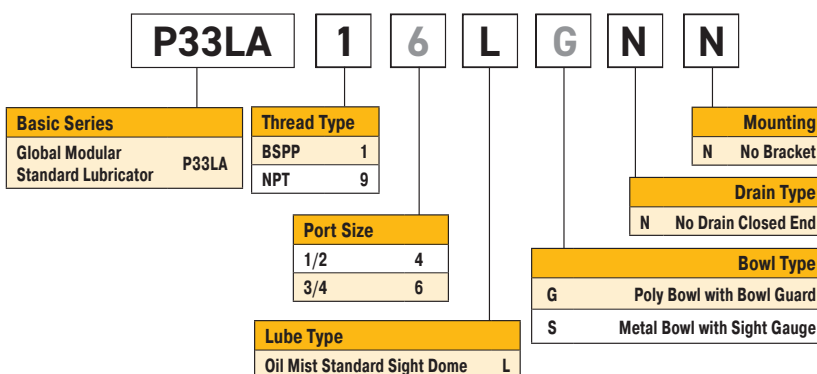 P33LA 1 6 L G N N
Basic Series
Global Modular
Standard Lubricator P33LA
Thread Type
BSPP 1
NPT 9
Port Size
1/2 4
3/4 6
Lube Type
Oil Mist Standard Sight Dome L
Mounting
N No Bracket
Drain Type
N No Drain Closed End
Bowl Type
G Poly Bowl with Bowl Guard
S Metal Bowl with Sight Gauge